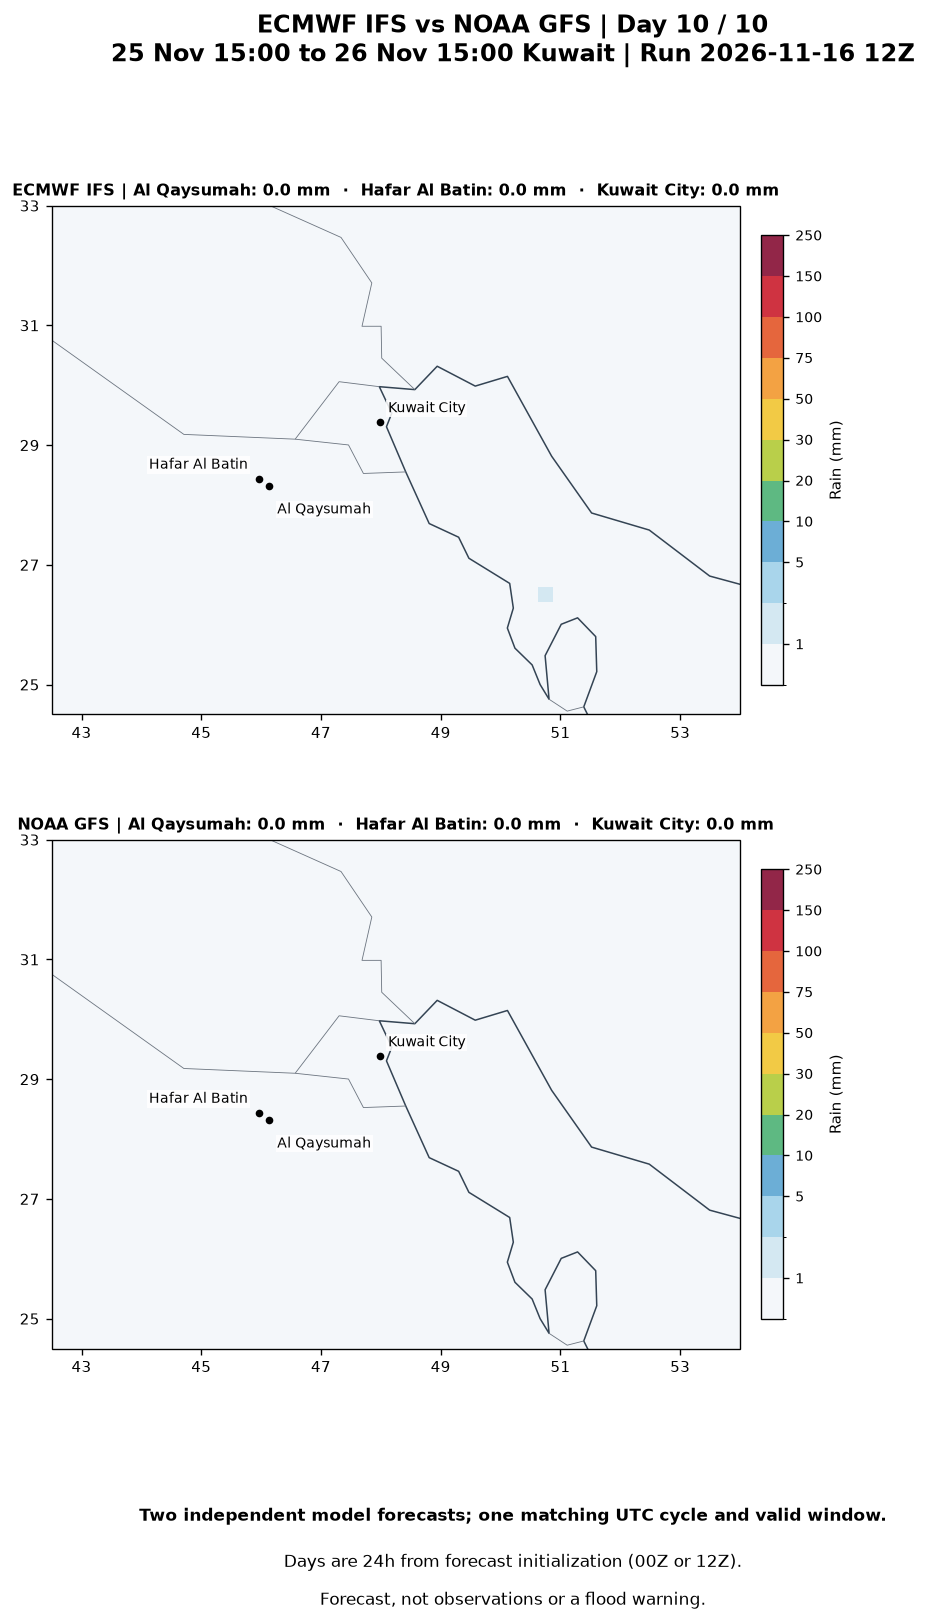 ECMWF IFS vs NOAA GFS | Day 10 / 10
25 Nov 15:00 to 26 Nov 15:00 Kuwait | Run 2026-11-16 12Z
ECMWF IFS | Al Qaysumah: 0.0 mm · Hafar Al Batin: 0.0 mm · Kuwait City: 0.0 mm
33
31
29
27
25
43 45 47 49 51 53
Kuwait City
Hafar Al Batin
Al Qaysumah
250
150
100
75
50
30
20
10
5
1
Rain (mm)
NOAA GFS | Al Qaysumah: 0.0 mm · Hafar Al Batin: 0.0 mm · Kuwait City: 0.0 mm
33
31
29
27
25
43 45 47 49 51 53
Kuwait City
Hafar Al Batin
Al Qaysumah
250
150
100
75
50
30
20
10
5
1
Rain (mm)
Two independent model forecasts; one matching UTC cycle and valid window.
Days are 24h from forecast initialization (00Z or 12Z).
Forecast, not observations or a flood warning.